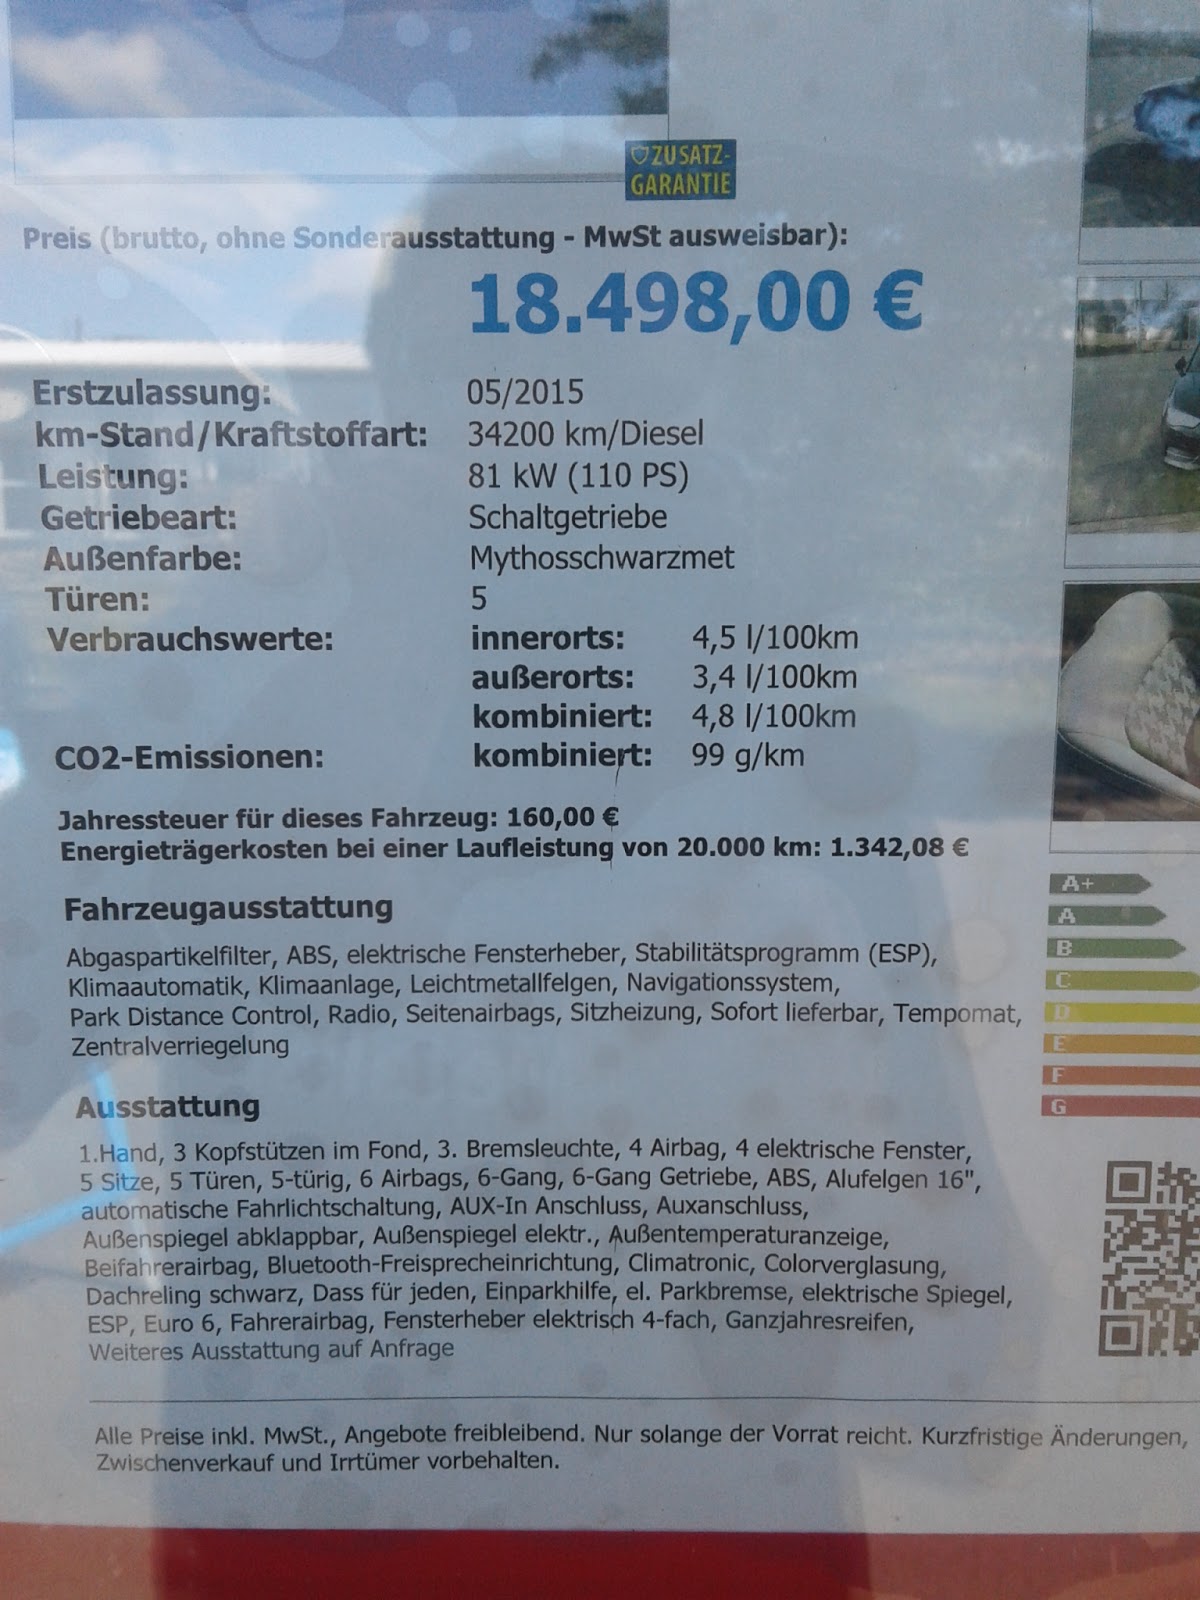 ZUSATZ-
GARANTIE
Preis (brutto, ohne Sonderausstattung - MwSt ausweisbar):
18.498,00 €
Erstzulassung: 05/2015
km-Stand/Kraftstoffart: 34200 km/Diesel
Leistung: 81 kW (110 PS)
Getriebeart: Schaltgetriebe
Außenfarbe: Mythosschwarzmet
Türen: 5
Verbrauchswerte: innerorts: 4,5 l/100km
außerorts: 3,4 l/100km
kombiniert: 4,8 l/100km
CO2-Emissionen: kombiniert: 99 g/km
Jahressteuer für dieses Fahrzeug: 160,00 €
Energieträgerkosten bei einer Laufleistung von 20.000 km: 1.342,08 €
A+
A
B
C
D
E
F
G
Fahrzeugausstattung
Abgaspartikelfilter, ABS, elektrische Fensterheber, Stabilitätsprogramm (ESP),
Klimaautomatik, Klimaanlage, Leichtmetallfelgen, Navigationssystem,
Park Distance Control, Radio, Seitenairbags, Sitzheizung, Sofort lieferbar, Tempomat,
Zentralverriegelung
Ausstattung
1.Hand, 3 Kopfstützen im Fond, 3. Bremsleuchte, 4 Airbag, 4 elektrische Fenster,
5 Sitze, 5 Türen, 5-türig, 6 Airbags, 6-Gang, 6-Gang Getriebe, ABS, Alufelgen 16",
automatische Fahrlichtschaltung, AUX-In Anschluss, Auxanschluss,
Außenspiegel abklappbar, Außenspiegel elektr., Außentemperaturanzeige,
Beifahrerairbag, Bluetooth-Freisprecheinrichtung, Climatronic, Colorverglasung,
Dachreling schwarz, Dass für jeden, Einparkhilfe, el. Parkbremse, elektrische Spiegel,
ESP, Euro 6, Fahrerairbag, Fensterheber elektrisch 4-fach, Ganzjahresreifen,
Weiteres Ausstattung auf Anfrage
Alle Preise inkl. MwSt., Angebote freibleibend. Nur solange der Vorrat reicht. Kurzfristige Änderungen,
Zwischenverkauf und Irrtümer vorbehalten.